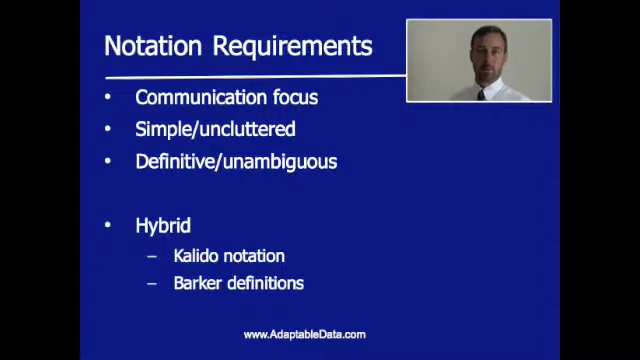 Notation Requirements
• Communication focus
• Simple/uncluttered
• Definitive/unambiguous
• Hybrid
– Kalido notation
– Barker definitions
www.AdaptableData.com